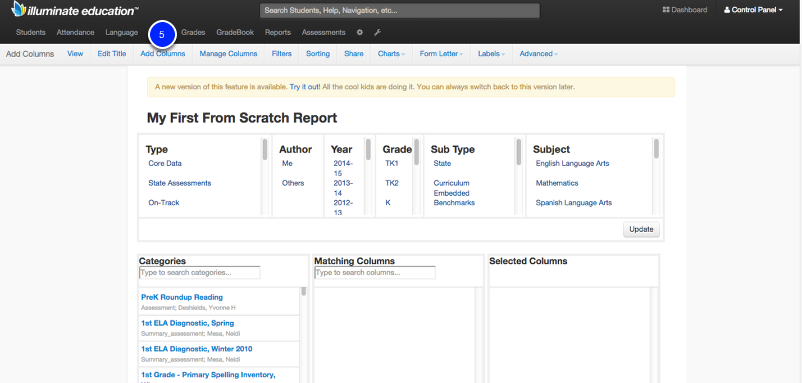 illuminate education™
Search Students, Help, Navigation, etc...
Dashboard
Control Panel
Students Attendance Language 5 Grades GradeBook Reports Assessments
Add Columns View Edit Title Add Columns Manage Columns Filters Sorting Share Charts Form Letter Labels Advanced
A new version of this feature is available. Try it out! All the cool kids are doing it. You can always switch back to this version later.
My First From Scratch Report
Type Author Year Grade Sub Type Subject
Core Data Me 2014-15 TK1 State English Language Arts
State Assessments Others 2013-14 TK2 Curriculum Embedded Mathematics
On-Track 2012-13 K Benchmarks Spanish Language Arts
Update
Categories Matching Columns Selected Columns
Type to search categories... Type to search columns...
PreK Roundup Reading
Assessment; Deshields, Yvonne H
1st ELA Diagnostic, Spring
Summary_assessment; Mesa, Neidi
1st ELA Diagnostic, Winter 2010
Summary_assessment; Mesa, Neidi
1st Grade - Primary Spelling Inventory,